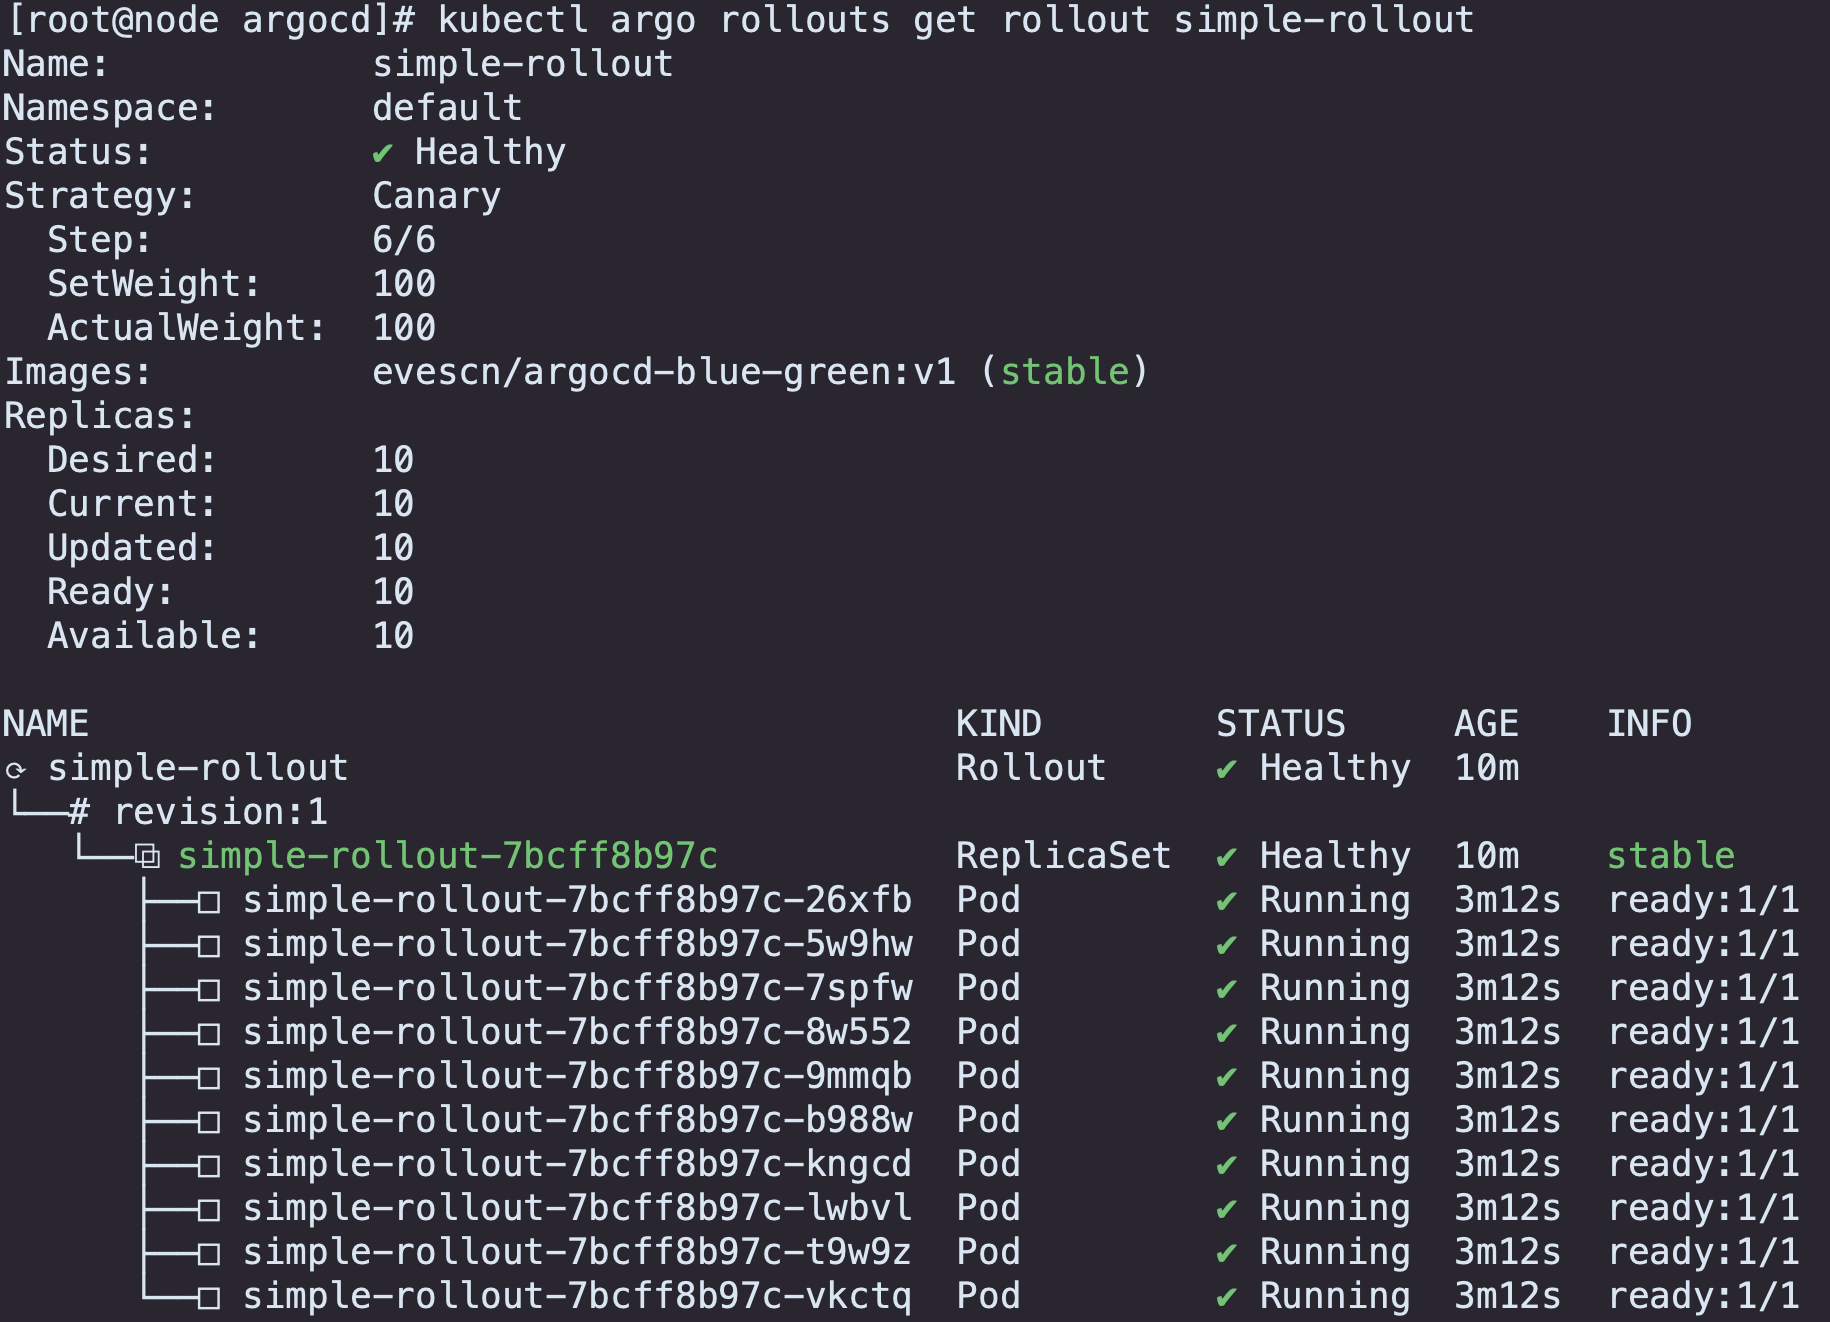 [root@node argocd]# kubectl argo rollouts get rollout simple-rollout
Name:            simple-rollout
Namespace:       default
Status:          ✔ Healthy
Strategy:        Canary
  Step:          6/6
  SetWeight:     100
  ActualWeight:  100
Images:          evescn/argocd-blue-green:v1 (stable)
Replicas:
  Desired:       10
  Current:       10
  Updated:       10
  Ready:         10
  Available:     10

NAME                                        KIND        STATUS     AGE    INFO
⟳ simple-rollout                            Rollout     ✔ Healthy  10m
└──# revision:1
   └──⧉ simple-rollout-7bcff8b97c           ReplicaSet  ✔ Healthy  10m    stable
      ├──□ simple-rollout-7bcff8b97c-26xfb  Pod         ✔ Running  3m12s  ready:1/1
      ├──□ simple-rollout-7bcff8b97c-5w9hw  Pod         ✔ Running  3m12s  ready:1/1
      ├──□ simple-rollout-7bcff8b97c-7spfw  Pod         ✔ Running  3m12s  ready:1/1
      ├──□ simple-rollout-7bcff8b97c-8w552  Pod         ✔ Running  3m12s  ready:1/1
      ├──□ simple-rollout-7bcff8b97c-9mmqb  Pod         ✔ Running  3m12s  ready:1/1
      ├──□ simple-rollout-7bcff8b97c-b988w  Pod         ✔ Running  3m12s  ready:1/1
      ├──□ simple-rollout-7bcff8b97c-kngcd  Pod         ✔ Running  3m12s  ready:1/1
      ├──□ simple-rollout-7bcff8b97c-lwbvl  Pod         ✔ Running  3m12s  ready:1/1
      ├──□ simple-rollout-7bcff8b97c-t9w9z  Pod         ✔ Running  3m12s  ready:1/1
      └──□ simple-rollout-7bcff8b97c-vkctq  Pod         ✔ Running  3m12s  ready:1/1